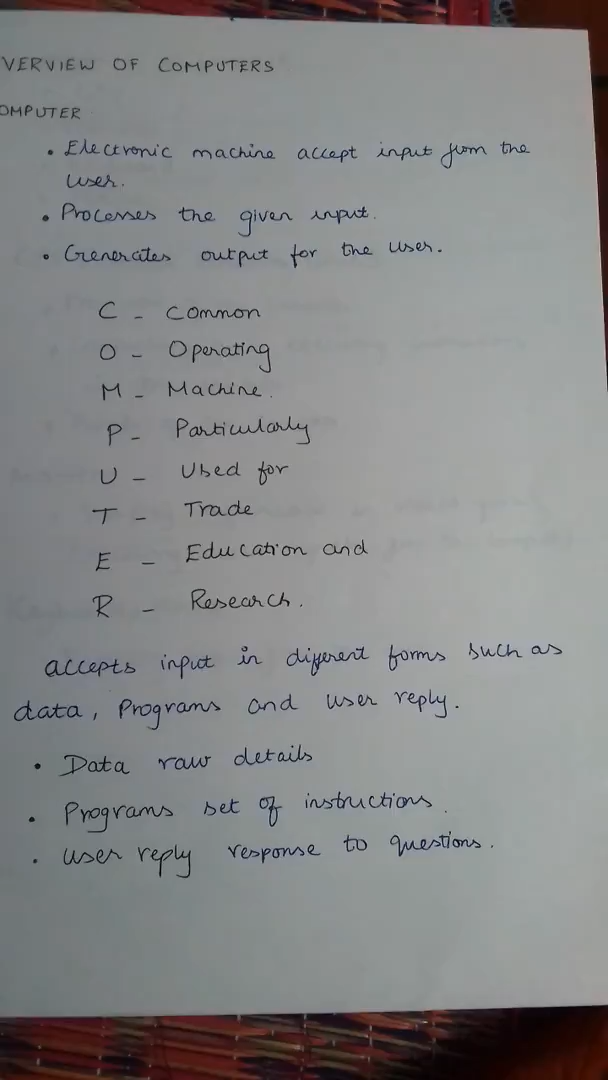 VERVIEW OF COMPUTERS
OMPUTER
• Electronic machine accept input from the
user.
• Processes the given input.
• Generates output for the user.
C - Common
O - Operating
M - Machine.
P - Particularly
U - Used for
T - Trade
E - Education and
R - Research.
accepts input in different forms such as
data, Programs and user reply.
• Data raw details
• Programs set of instructions.
• user reply response to questions.